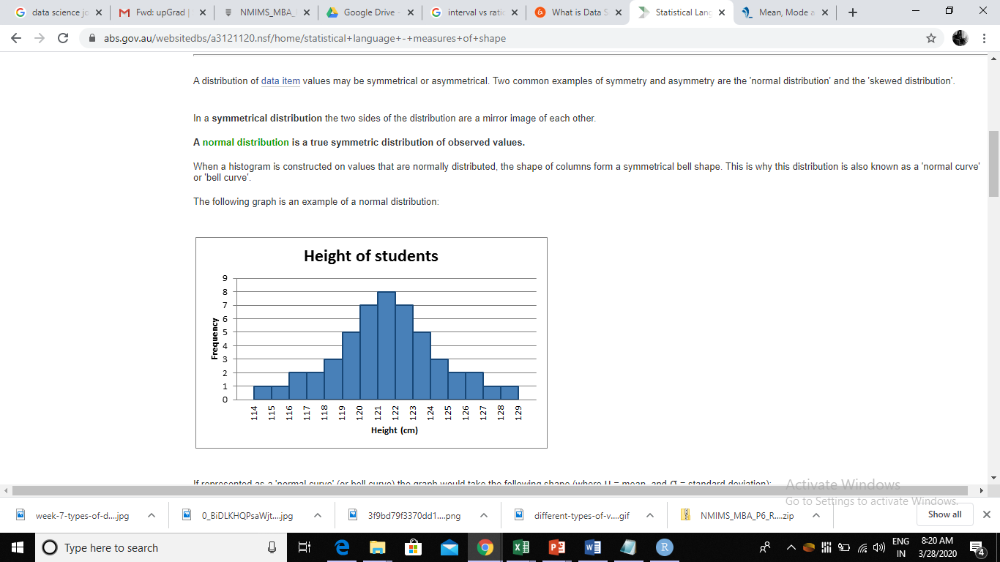 data science jo
Fwd: upGrad |
NMIMS_MBA_
Google Drive -
interval vs ratio
What is Data S
Statistical Lang
Mean, Mode a
abs.gov.au/websitedbs/a3121120.nsf/home/statistical+language+-+measures+of+shape
A distribution of data item values may be symmetrical or asymmetrical. Two common examples of symmetry and asymmetry are the 'normal distribution' and the 'skewed distribution'.
In a symmetrical distribution the two sides of the distribution are a mirror image of each other.
A normal distribution is a true symmetric distribution of observed values.
When a histogram is constructed on values that are normally distributed, the shape of columns form a symmetrical bell shape. This is why this distribution is also known as a 'normal curve'
or 'bell curve'.
The following graph is an example of a normal distribution:
Height of students
9
8
7
6
5
4
3
2
1
0
Frequency
114 115 116 117 118 119 120 121 122 123 124 125 126 127 128 129
Height (cm)
If represented as a 'normal curve' (or bell curve) the graph would take the following shape (where µ = mean, and σ = standard deviation):
Activate Windows
Go to Settings to activate Windows.
week-7-types-of-d....jpg
0_BiDLKHQPsaWjt...jpg
3f9bd79f3370dd1....png
different-types-of-v....gif
NMIMS_MBA_P6_R....zip
Show all
Type here to search
ENG
IN
8:20 AM
3/28/2020
4